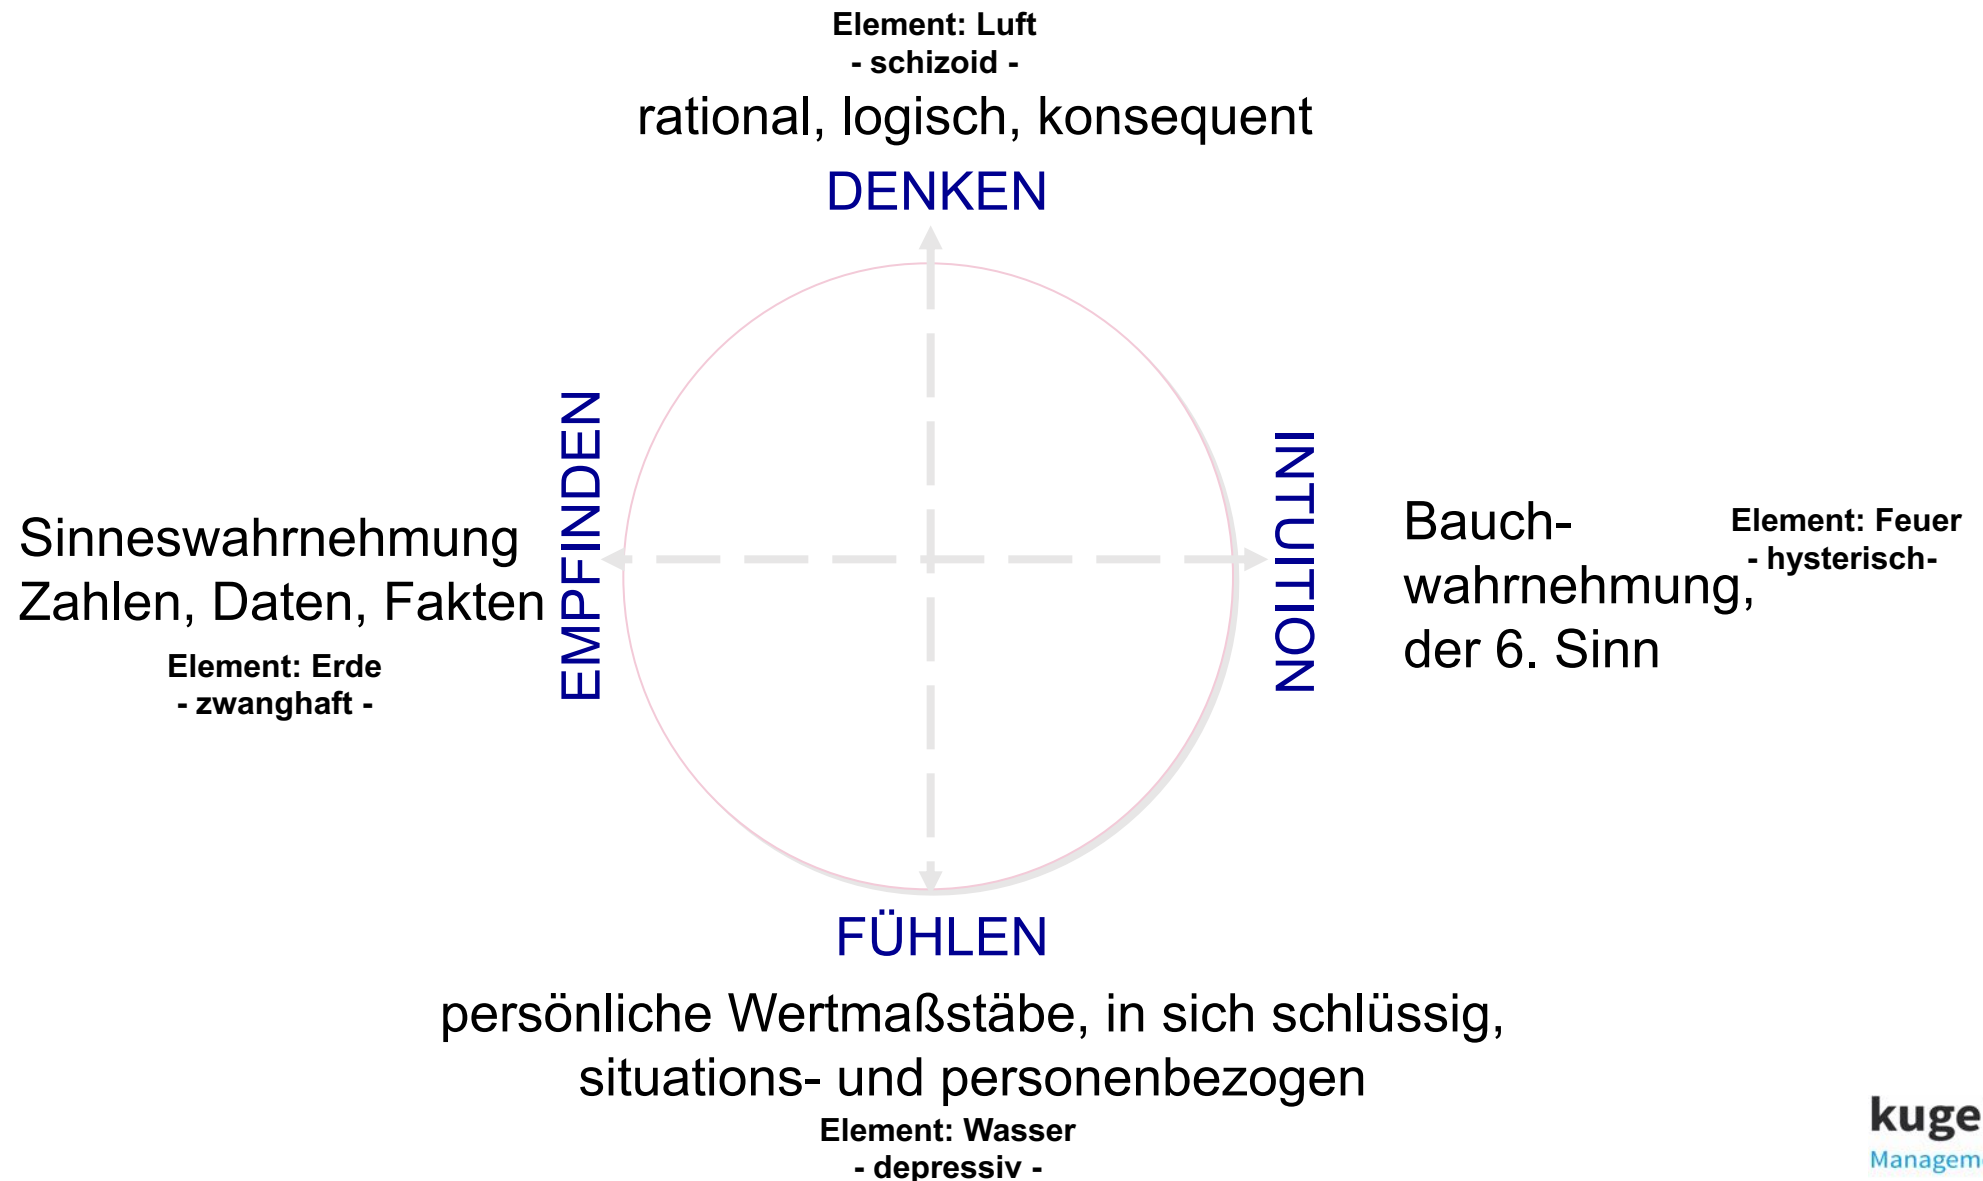 Element: Luft
- schizoid -
rational, logisch, konsequent
DENKEN
EMPFINDEN
Sinneswahrnehmung
Zahlen, Daten, Fakten
Element: Erde
- zwanghaft -
INTUITION
Bauch-
wahrnehmung,
der 6. Sinn
Element: Feuer
- hysterisch-
FÜHLEN
persönliche Wertmaßstäbe, in sich schlüssig,
situations- und personenbezogen
Element: Wasser
- depressiv -
kuge
Managem